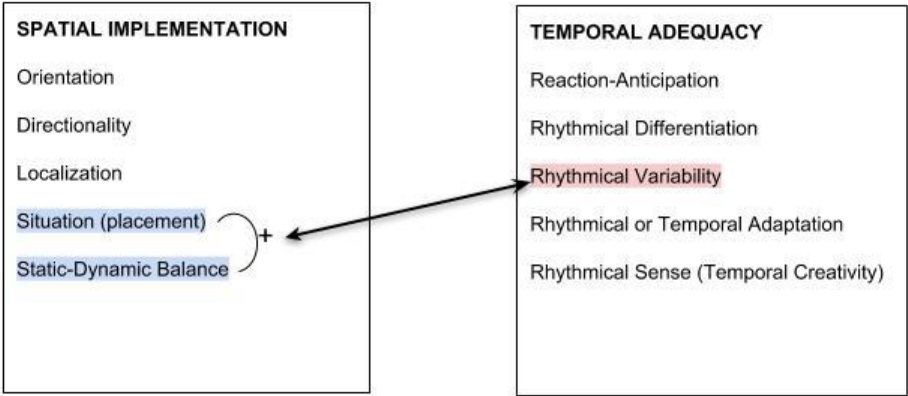 SPATIAL IMPLEMENTATION
Orientation
Directionality
Localization
Situation (placement)
Static-Dynamic Balance
+
TEMPORAL ADEQUACY
Reaction-Anticipation
Rhythmical Differentiation
Rhythmical Variability
Rhythmical or Temporal Adaptation
Rhythmical Sense (Temporal Creativity)